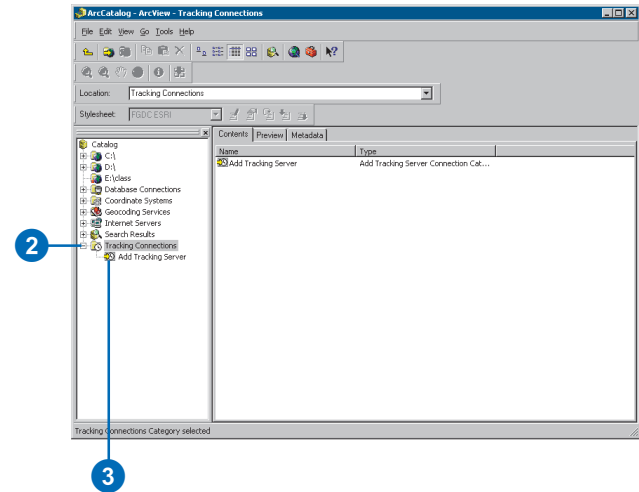 ArcCatalog - ArcView - Tracking Connections
File Edit View Go Tools Help
Location: Tracking Connections
Stylesheet: FGDC ESRI
Contents Preview Metadata
Catalog
C:\
D:\
E:\class
Database Connections
Coordinate Systems
Geocoding Services
Internet Servers
Search Results
Tracking Connections
Add Tracking Server
Name Type
Add Tracking Server Add Tracking Server Connection Cat...
Tracking Connections Category selected
2
3